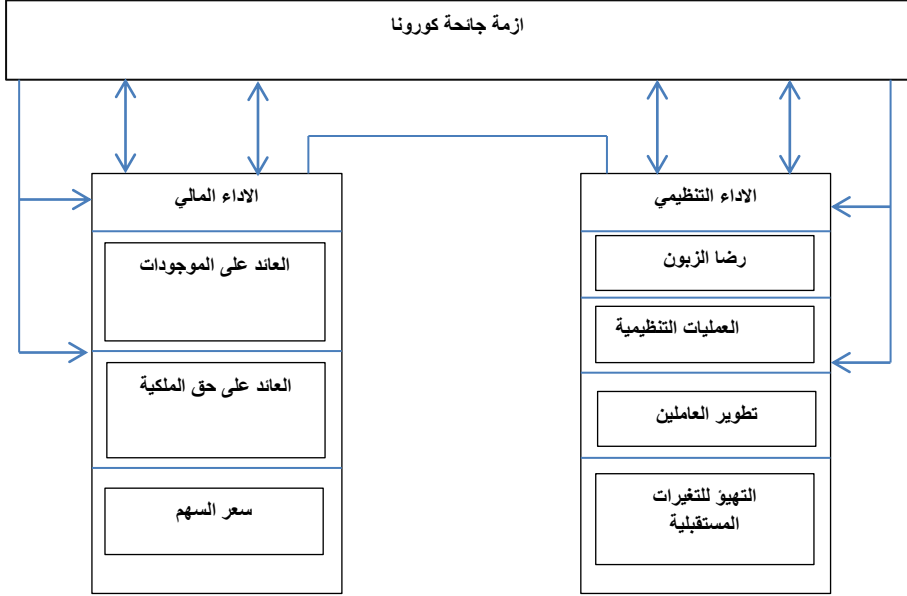 ازمة جائحة كورونا
الاداء التنظيمي
رضا الزبون
العمليات التنظيمية
تطوير العاملين
التهيؤ للتغيرات
المستقبلية
الاداء المالي
العائد على الموجودات
العائد على حق الملكية
سعر السهم